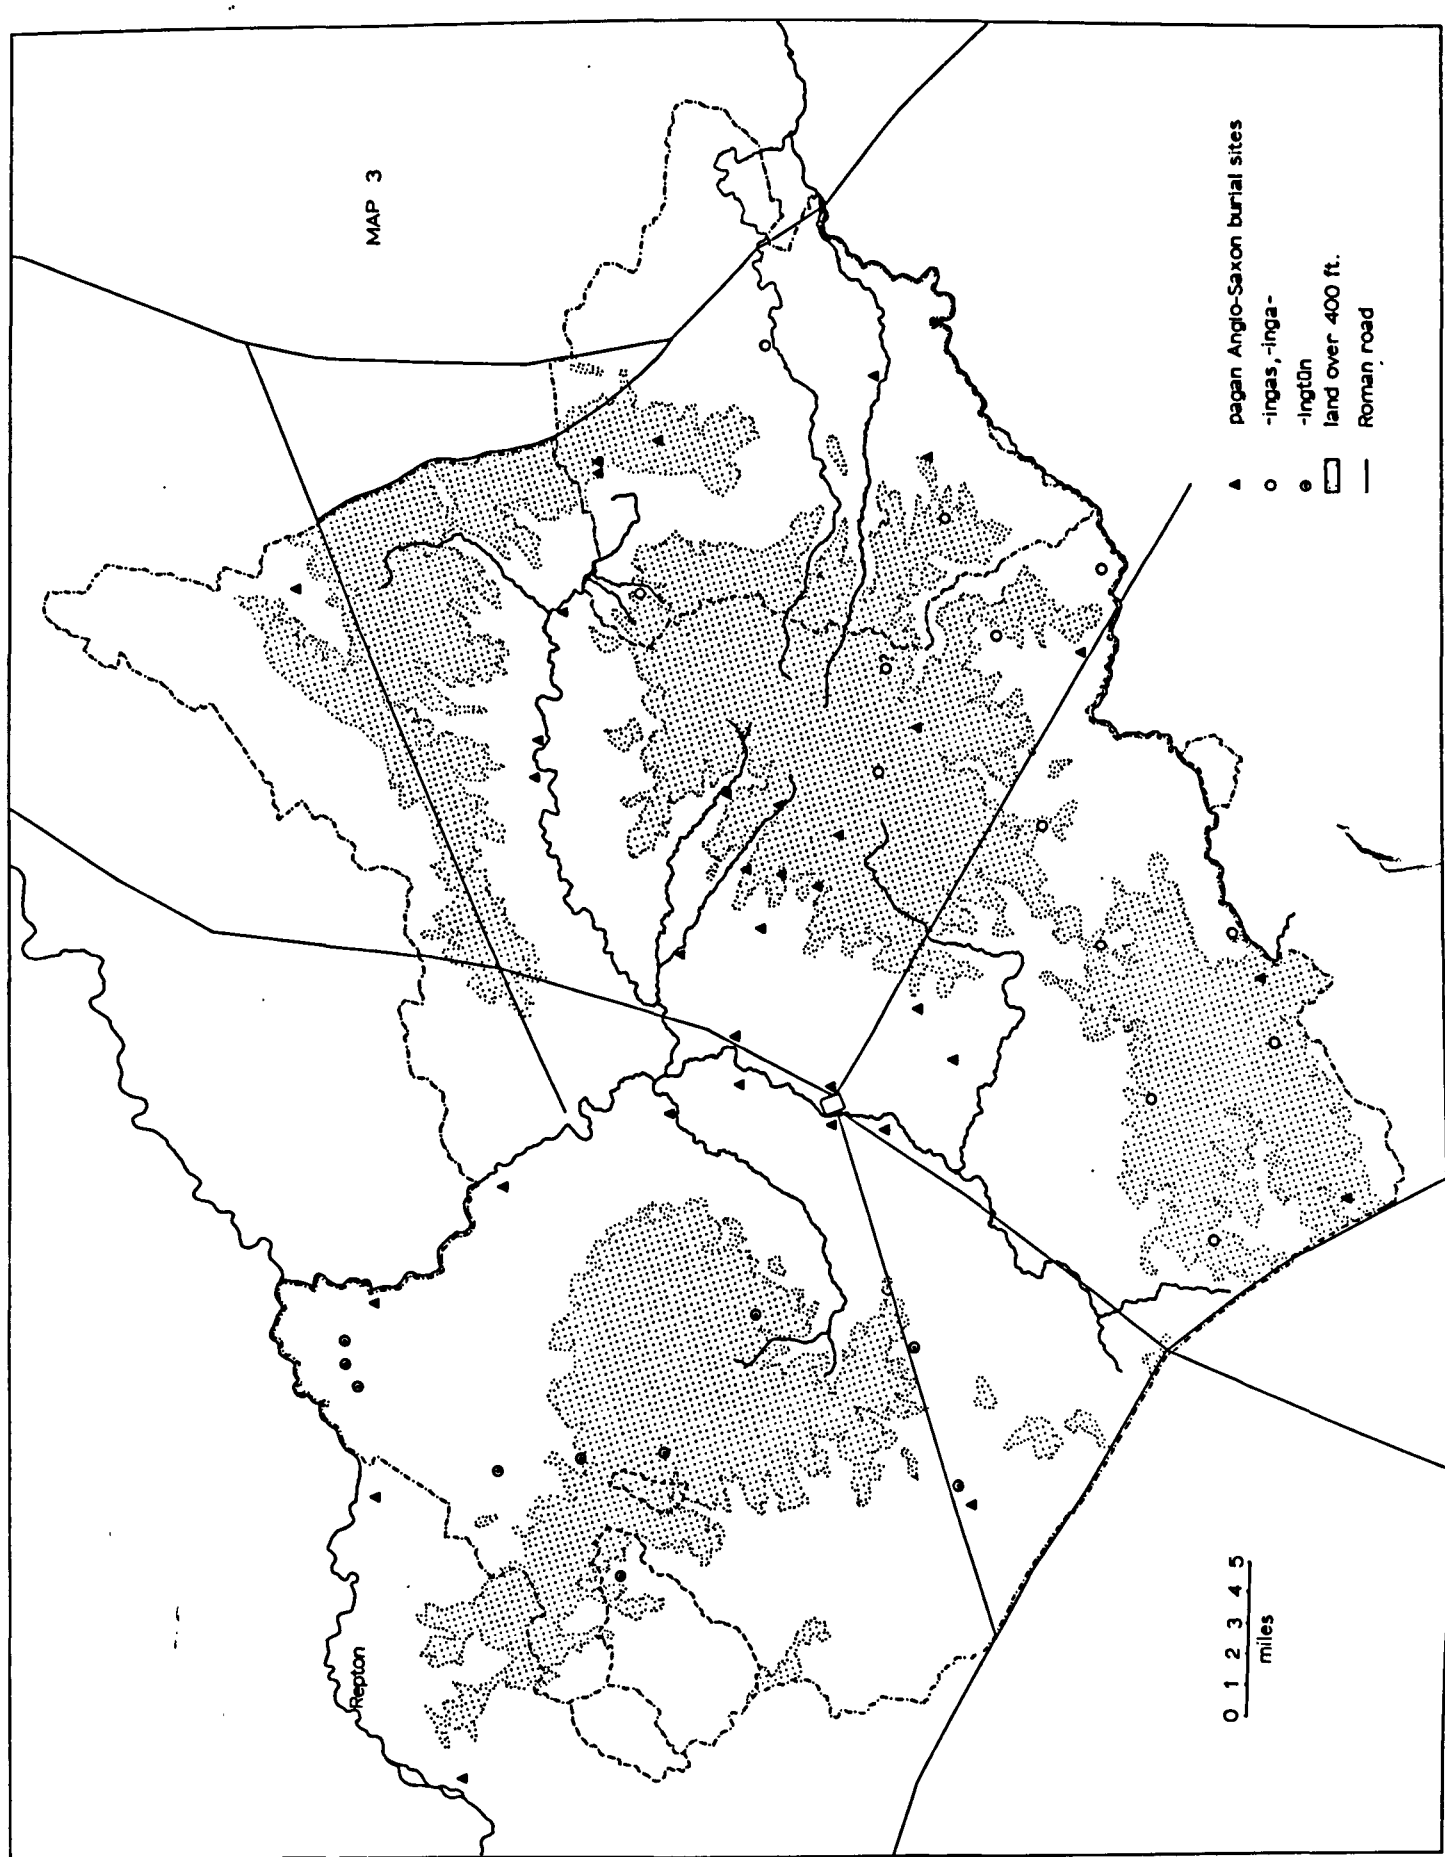 MAP 3
Repton
pagan Anglo-Saxon burial sites
-ingas, -inga-
-ingtūn
land over 400 ft.
Roman road
0 1 2 3 4 5
miles